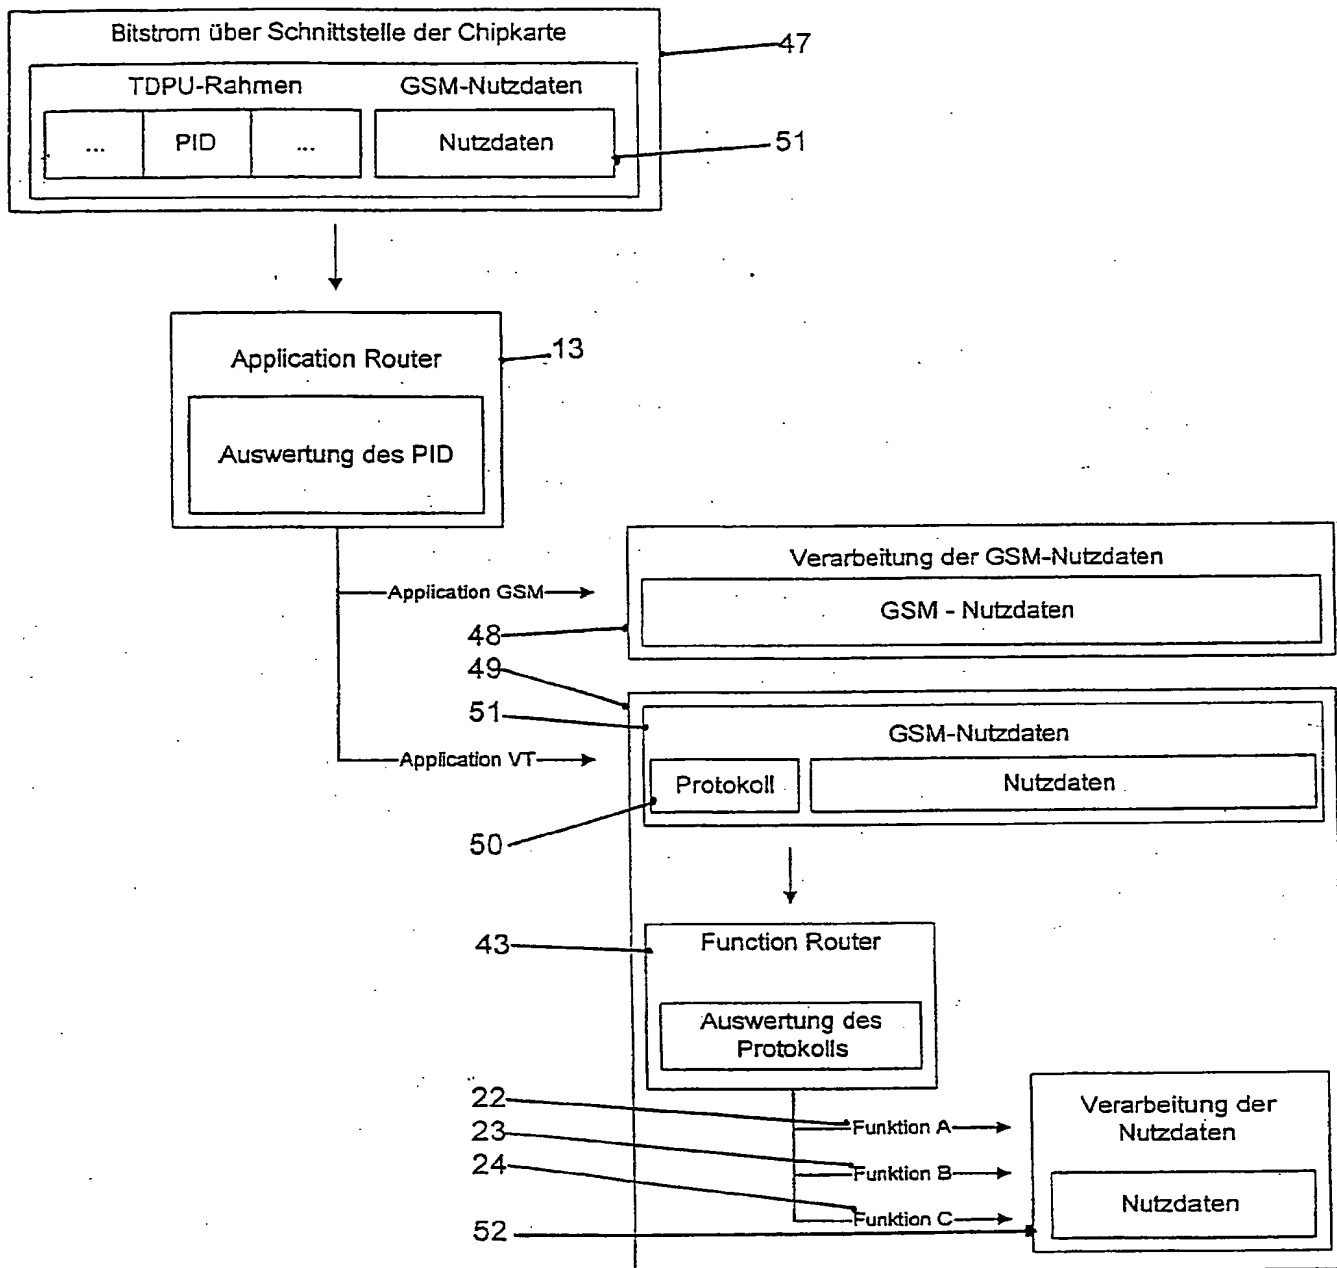 Bitstrom über Schnittstelle der Chipkarte
47
TDPU-Rahmen GSM-Nutzdaten
... PID ... Nutzdaten
51
Application Router
13
Auswertung des PID
Verarbeitung der GSM-Nutzdaten
Application GSM
GSM - Nutzdaten
48
49
51
GSM-Nutzdaten
Application VT
Protokoll Nutzdaten
50
43
Function Router
Auswertung des
Protokolls
22
Funktion A
23
Funktion B
24
Funktion C
52
Verarbeitung der
Nutzdaten
Nutzdaten